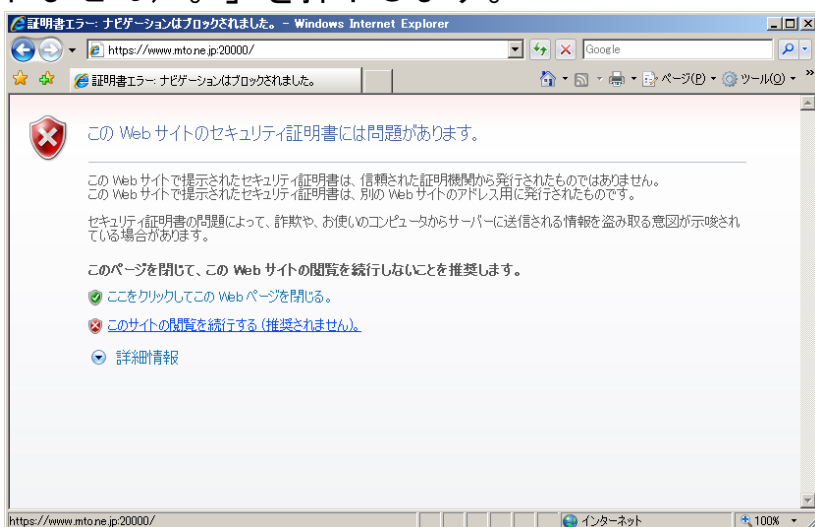 証明書エラー: ナビゲーションはブロックされました。 - Windows Internet Explorer
https://www.mto.ne.jp:20000/
Google
証明書エラー: ナビゲーションはブロックされました。
ページ(P)
ツール(O)
この Web サイトのセキュリティ証明書には問題があります。
この Web サイトで提示されたセキュリティ証明書は、信頼された証明機関から発行されたものではありません。
この Web サイトで提示されたセキュリティ証明書は、別の Web サイトのアドレス用に発行されたものです。
セキュリティ証明書の問題によって、詐欺や、お使いのコンピュータからサーバーに送信される情報を盗み取る意図が示唆され
ている場合があります。
このページを閉じて、この Web サイトの閲覧を続行しないことを推奨します。
ここをクリックしてこの Web ページを閉じる。
このサイトの閲覧を続行する (推奨されません)。
詳細情報
https://www.mto.ne.jp:20000/
インターネット
100%